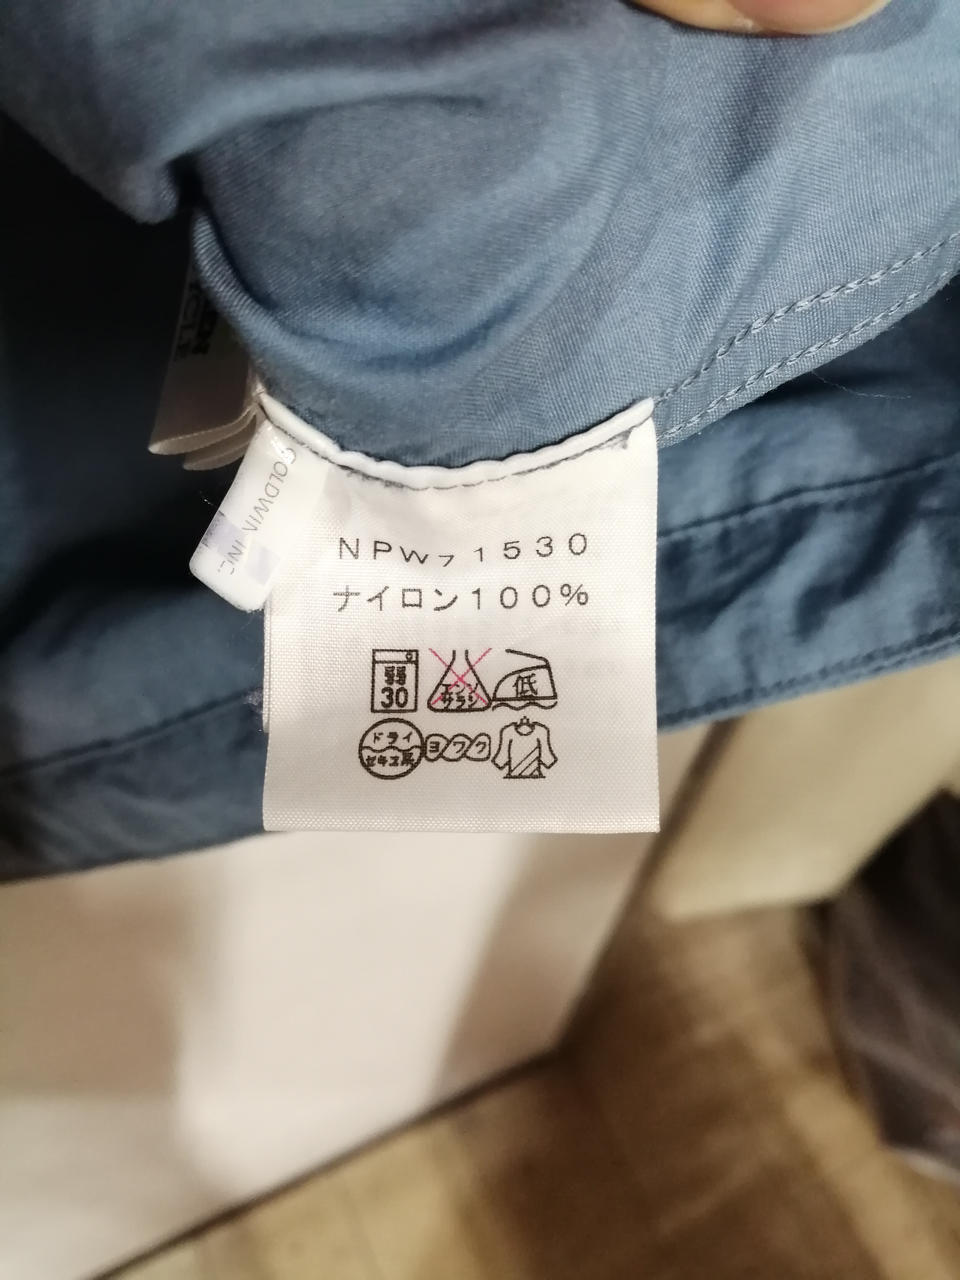 GOLDWIN INC.
NPW71530
ナイロン100%
弱
30
エンソ
サラシ
低
ドライ
セキユ系
ヨワク